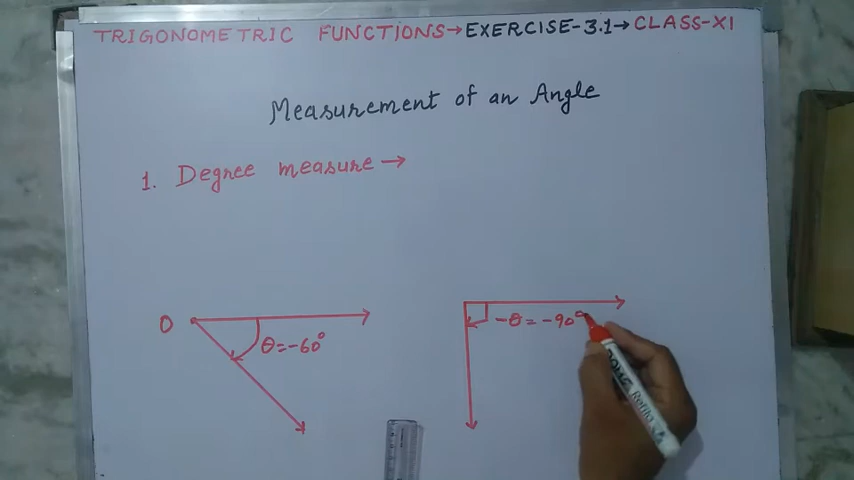 TRIGONOMETRIC FUNCTIONS→EXERCISE-3.1→CLASS-XI
Measurement of an Angle
1. Degree measure →
O θ=-60°
-θ = -90°